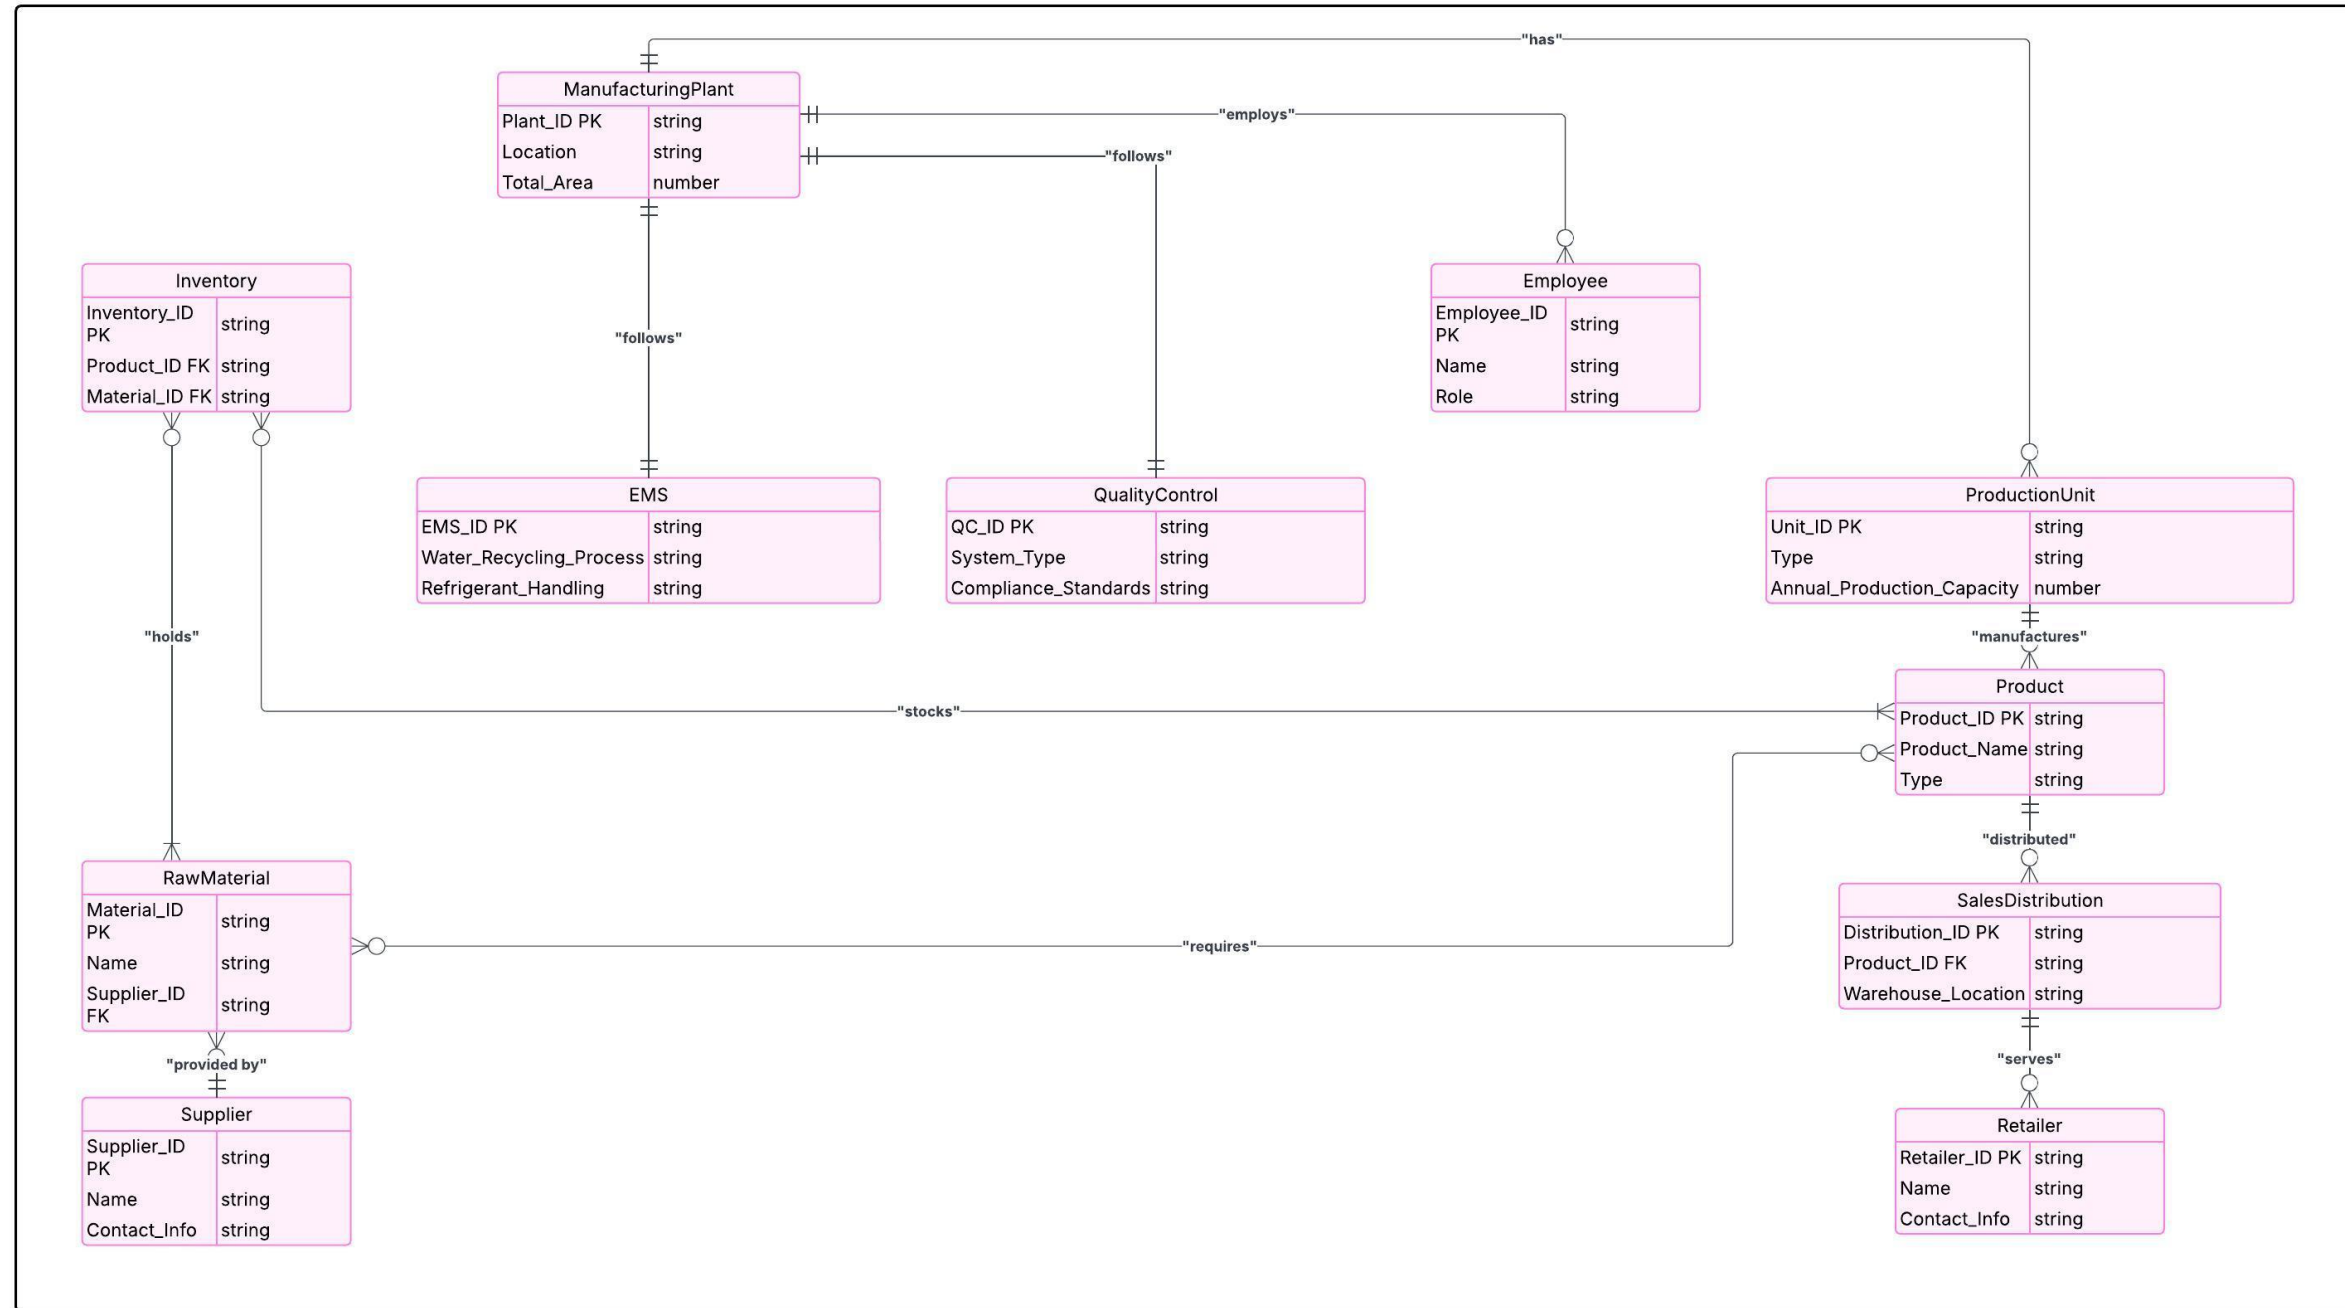 "has"
ManufacturingPlant
Plant_ID PK string
Location string
Total_Area number
"employs"
"follows"
"follows"
Inventory
Inventory_ID
PK
string
Product_ID FK string
Material_ID FK string
Employee
Employee_ID
PK
string
Name string
Role string
EMS
EMS_ID PK string
Water_Recycling_Process string
Refrigerant_Handling string
QualityControl
QC_ID PK string
System_Type string
Compliance_Standards string
ProductionUnit
Unit_ID PK string
Type string
Annual_Production_Capacity number
"holds"
"manufactures"
"stocks"
Product
Product_ID PK string
Product_Name string
Type string
"distributed"
RawMaterial
Material_ID
PK
string
Name string
Supplier_ID
FK
string
"requires"
SalesDistribution
Distribution_ID PK string
Product_ID FK string
Warehouse_Location string
"provided by"
"serves"
Supplier
Supplier_ID
PK
string
Name string
Contact_Info string
Retailer
Retailer_ID PK string
Name string
Contact_Info string